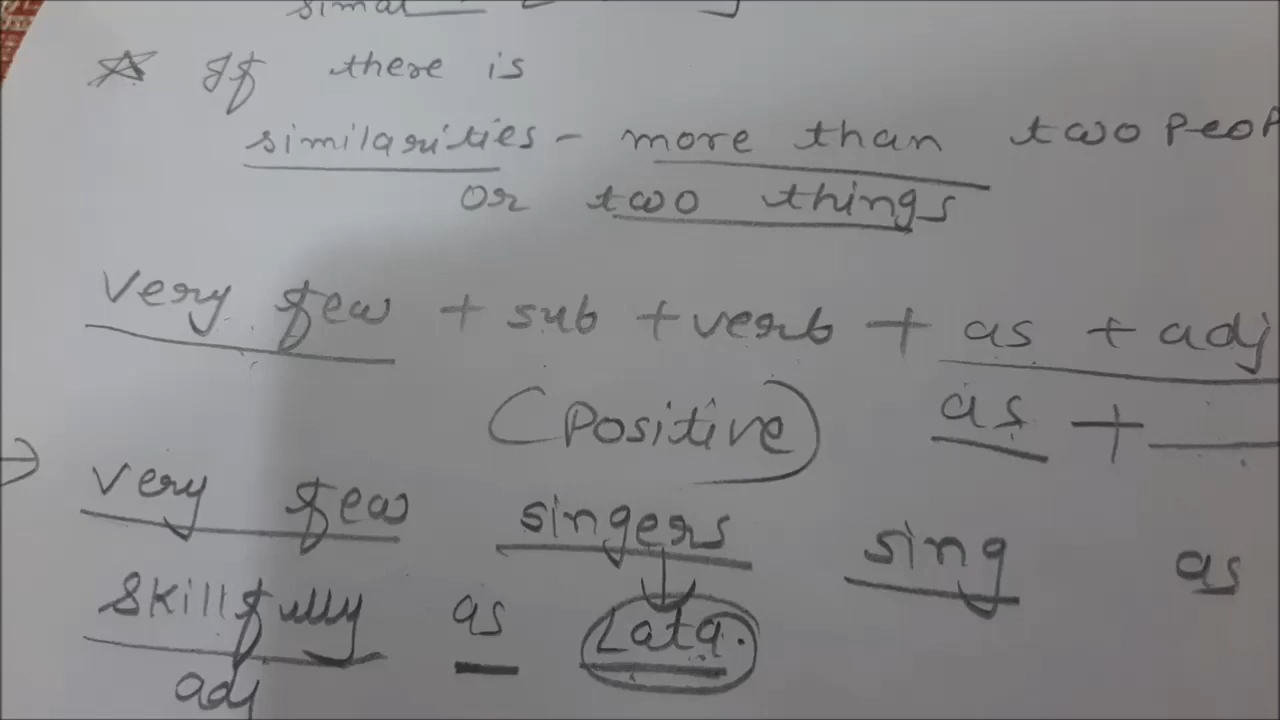 ☆ If there is
similarities - more than two peop
or two things
very few + sub + verb + as + adj
(Positive) as + ___
→ very few singers sing as
skillfully as Lata.
adj